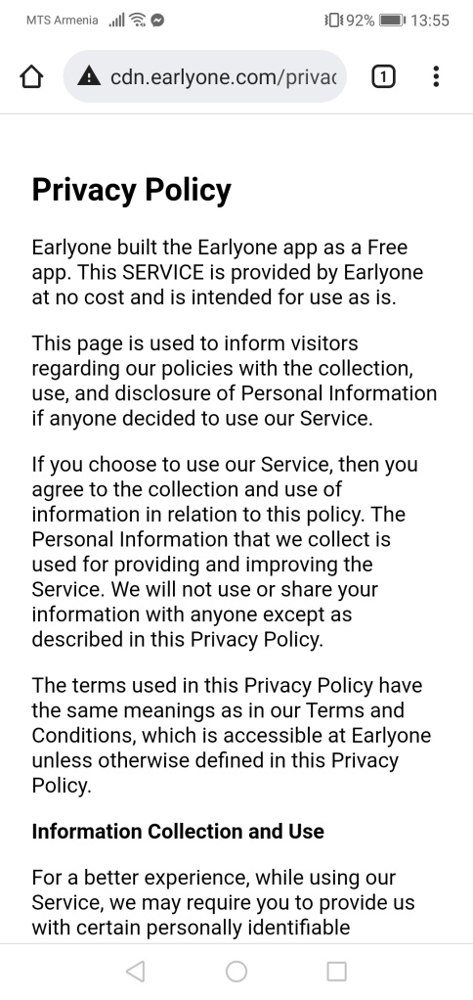 MTS Armenia 92% 13:55
cdn.earlyone.com/privac 1
Privacy Policy
Earlyone built the Earlyone app as a Free
app. This SERVICE is provided by Earlyone
at no cost and is intended for use as is.
This page is used to inform visitors
regarding our policies with the collection,
use, and disclosure of Personal Information
if anyone decided to use our Service.
If you choose to use our Service, then you
agree to the collection and use of
information in relation to this policy. The
Personal Information that we collect is
used for providing and improving the
Service. We will not use or share your
information with anyone except as
described in this Privacy Policy.
The terms used in this Privacy Policy have
the same meanings as in our Terms and
Conditions, which is accessible at Earlyone
unless otherwise defined in this Privacy
Policy.
Information Collection and Use
For a better experience, while using our
Service, we may require you to provide us
with certain personally identifiable